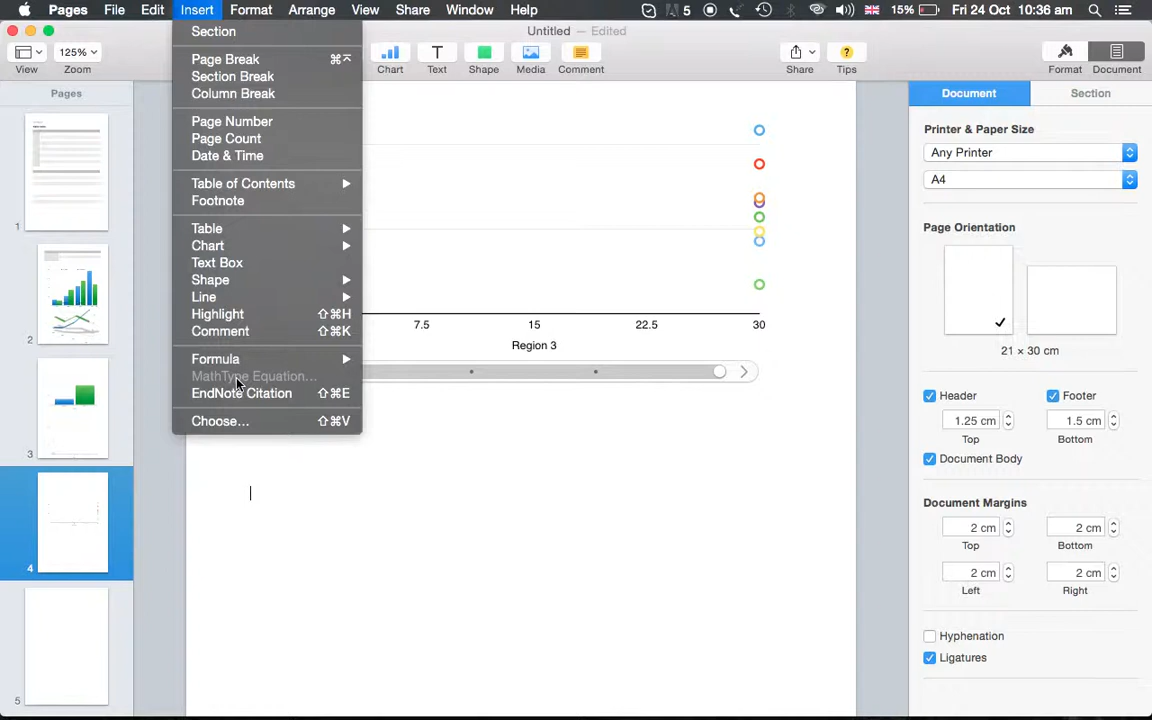 Pages File Edit Insert Format Arrange View Share Window Help 5 15% Fri 24 Oct 10:36 am
Untitled — Edited
125%
View Zoom Chart Text Shape Media Comment Share Tips Format Document
Pages
1
2
3
4
5
Section
Page Break ⌘⌤
Section Break
Column Break
Page Number
Page Count
Date & Time
Table of Contents
Footnote
Table
Chart
Text Box
Shape
Line
Highlight ⇧⌘H
Comment ⇧⌘K
Formula
MathType Equation...
EndNote Citation ⇧⌘E
Choose... ⇧⌘V
7.5 15 22.5 30
Region 3
Document Section
Printer & Paper Size
Any Printer
A4
Page Orientation
21 × 30 cm
Header Footer
1.25 cm 1.5 cm
Top Bottom
Document Body
Document Margins
2 cm 2 cm
Top Bottom
2 cm 2 cm
Left Right
Hyphenation
Ligatures